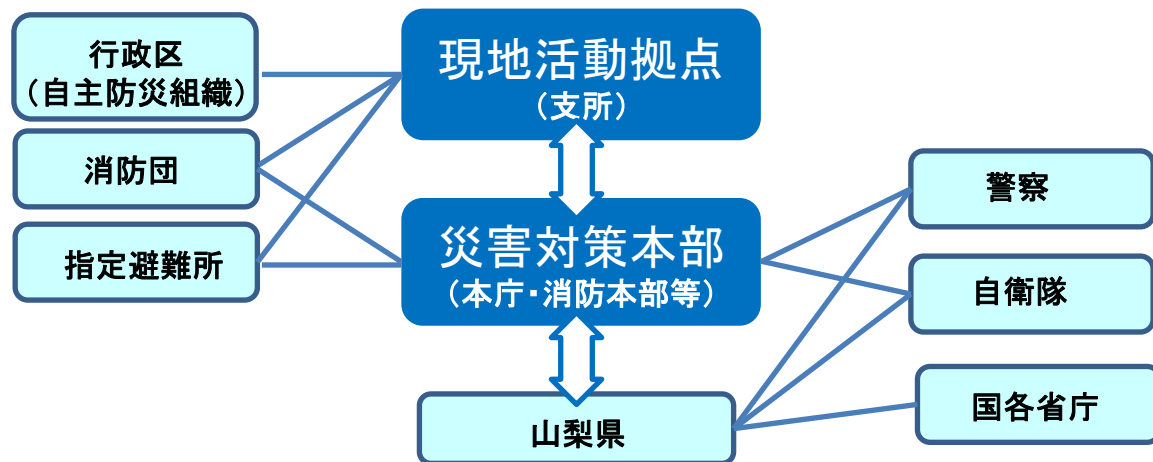 行政区
（自主防災組織）
消防団
指定避難所
現地活動拠点
（支所）
災害対策本部
（本庁・消防本部等）
山梨県
警察
自衛隊
国各省庁